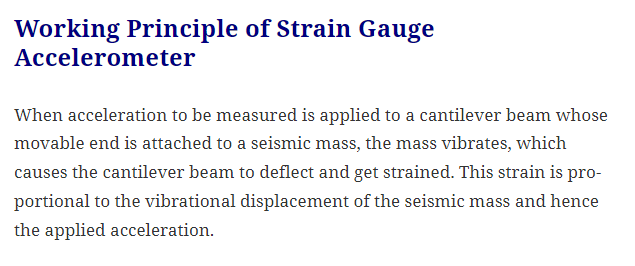 Working Principle of Strain Gauge
Accelerometer
When acceleration to be measured is applied to a cantilever beam whose
movable end is attached to a seismic mass, the mass vibrates, which
causes the cantilever beam to deflect and get strained. This strain is pro-
portional to the vibrational displacement of the seismic mass and hence
the applied acceleration.